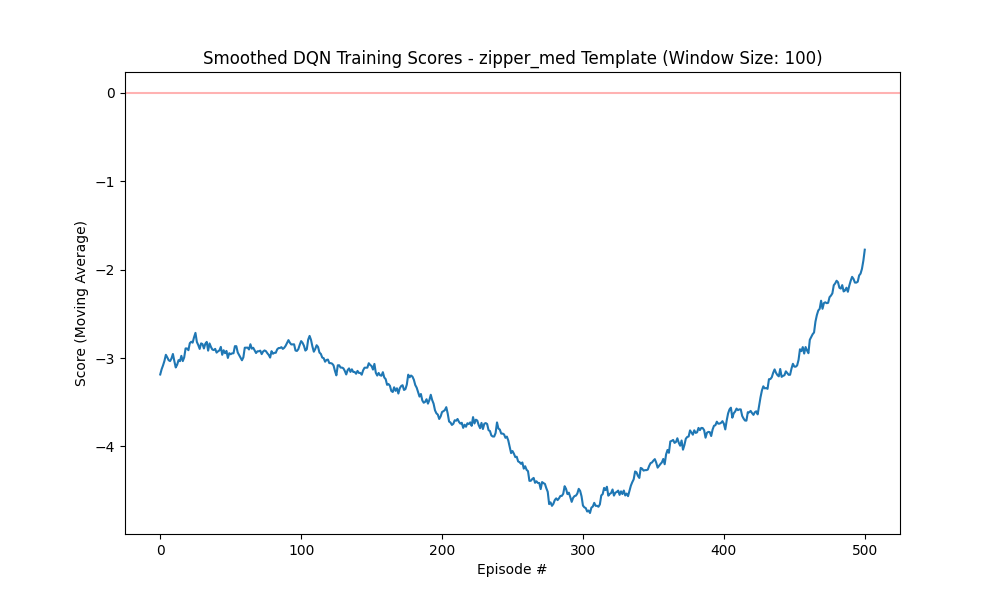 Smoothed DQN Training Scores - zipper_med Template (Window Size: 100)
0
−1
−2
−3
−4
Score (Moving Average)
0 100 200 300 400 500
Episode #